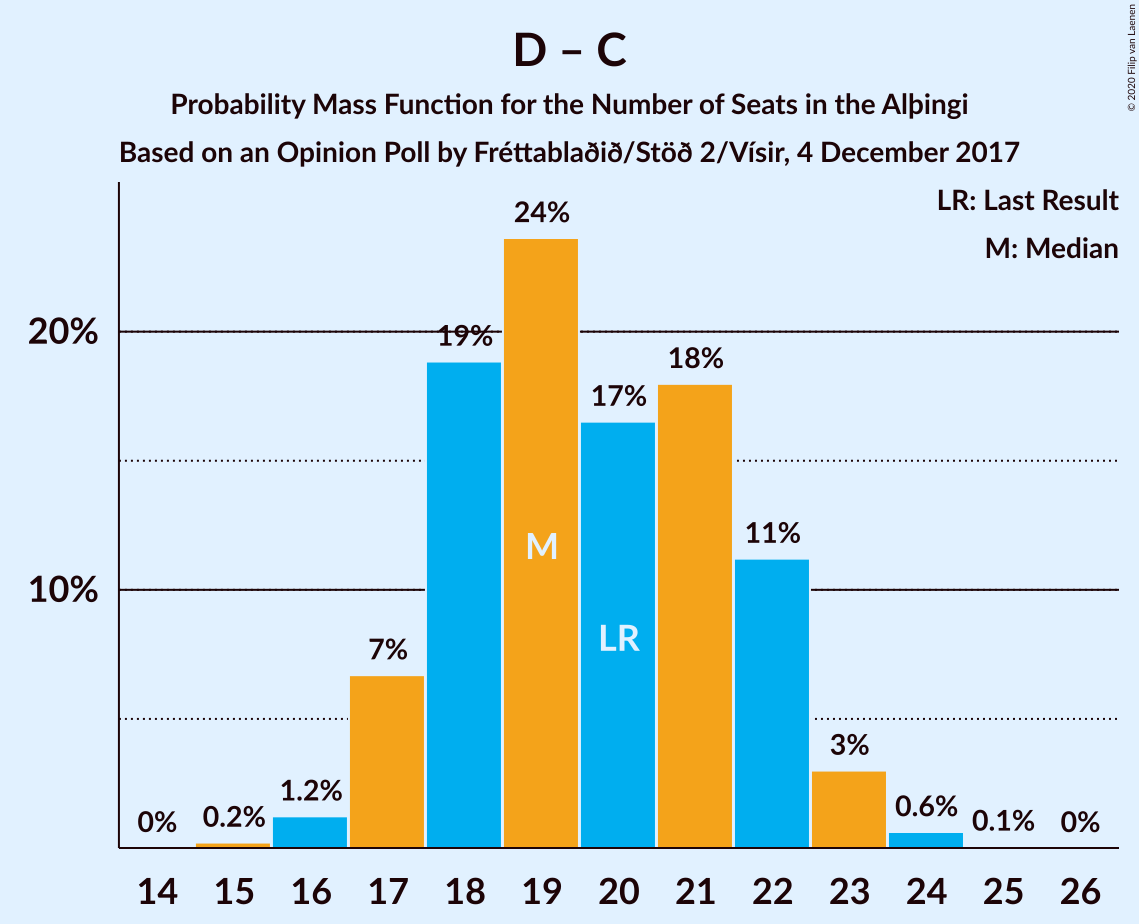 D – C
Probability Mass Function for the Number of Seats in the Alþingi
Based on an Opinion Poll by Fréttablaðið/Stöð 2/Vísir, 4 December 2017
© 2020 Filip van Laenen
LR: Last Result
M: Median
20%
10%
0%
0.2%
1.2%
7%
19%
24%
17%
18%
11%
3%
0.6%
0.1%
0%
M
LR
14 15 16 17 18 19 20 21 22 23 24 25 26